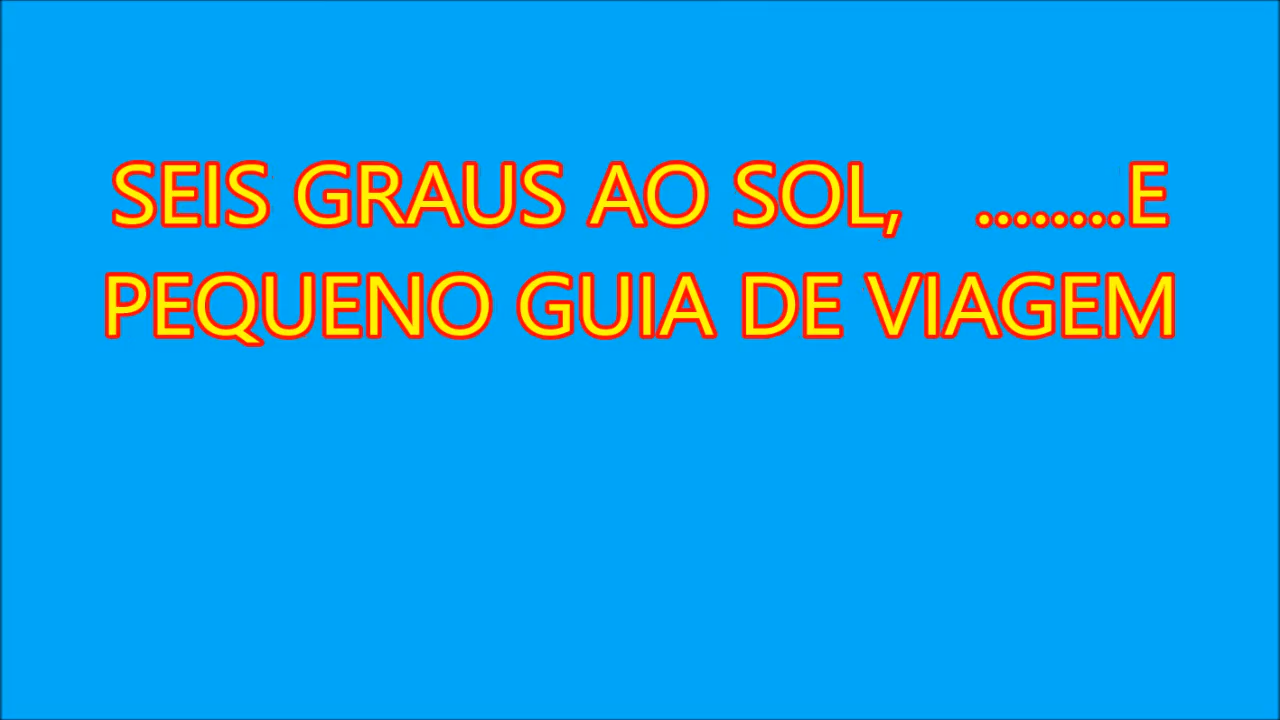 SEIS GRAUS AO SOL, ........E
PEQUENO GUIA DE VIAGEM